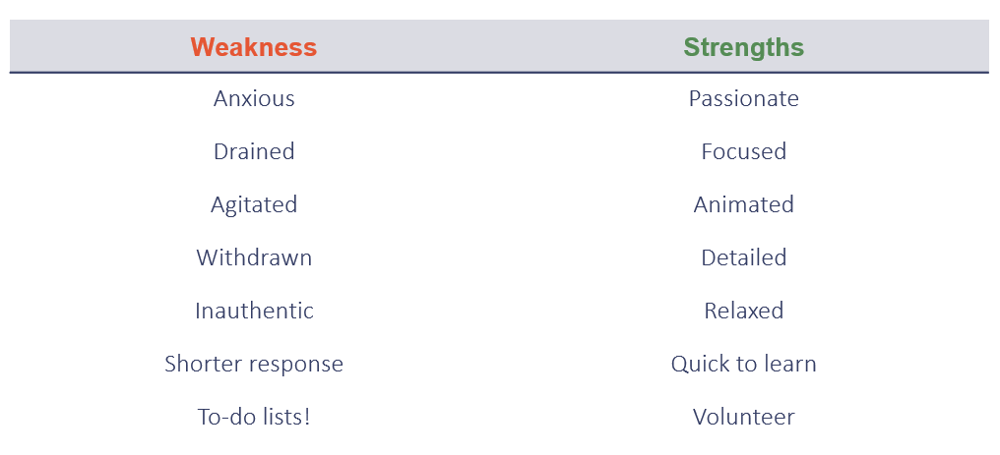 Weakness Strengths
Anxious Passionate
Drained Focused
Agitated Animated
Withdrawn Detailed
Inauthentic Relaxed
Shorter response Quick to learn
To-do lists! Volunteer